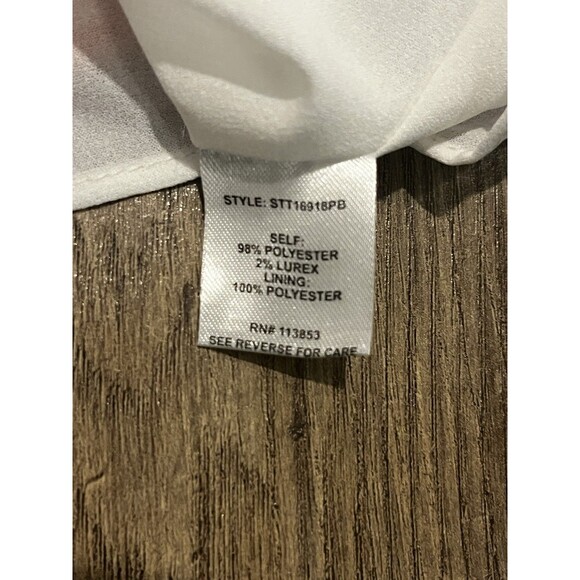 STYLE: STT16918PB
SELF:
98% POLYESTER
2% LUREX
LINING:
100% POLYESTER
RN# 113853
SEE REVERSE FOR CARE